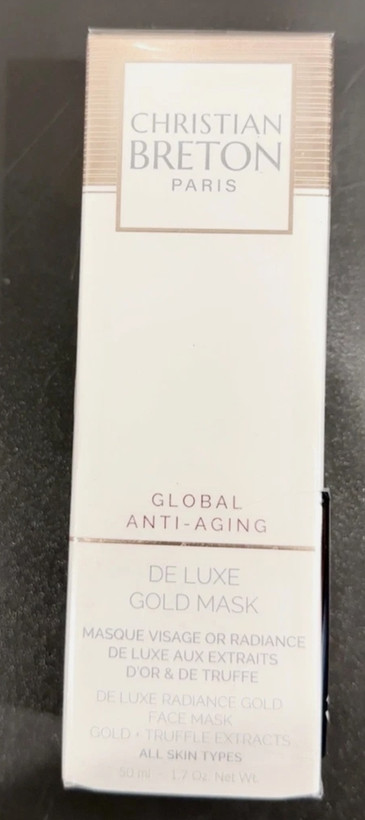 CHRISTIAN
BRETON
PARIS
GLOBAL
ANTI-AGING
DE LUXE
GOLD MASK
MASQUE VISAGE OR RADIANCE
DE LUXE AUX EXTRAITS
D'OR & DE TRUFFE
DE LUXE RADIANCE GOLD
FACE MASK
GOLD + TRUFFLE EXTRACTS
ALL SKIN TYPES
50 ml 1.7 Oz. Net Wt.